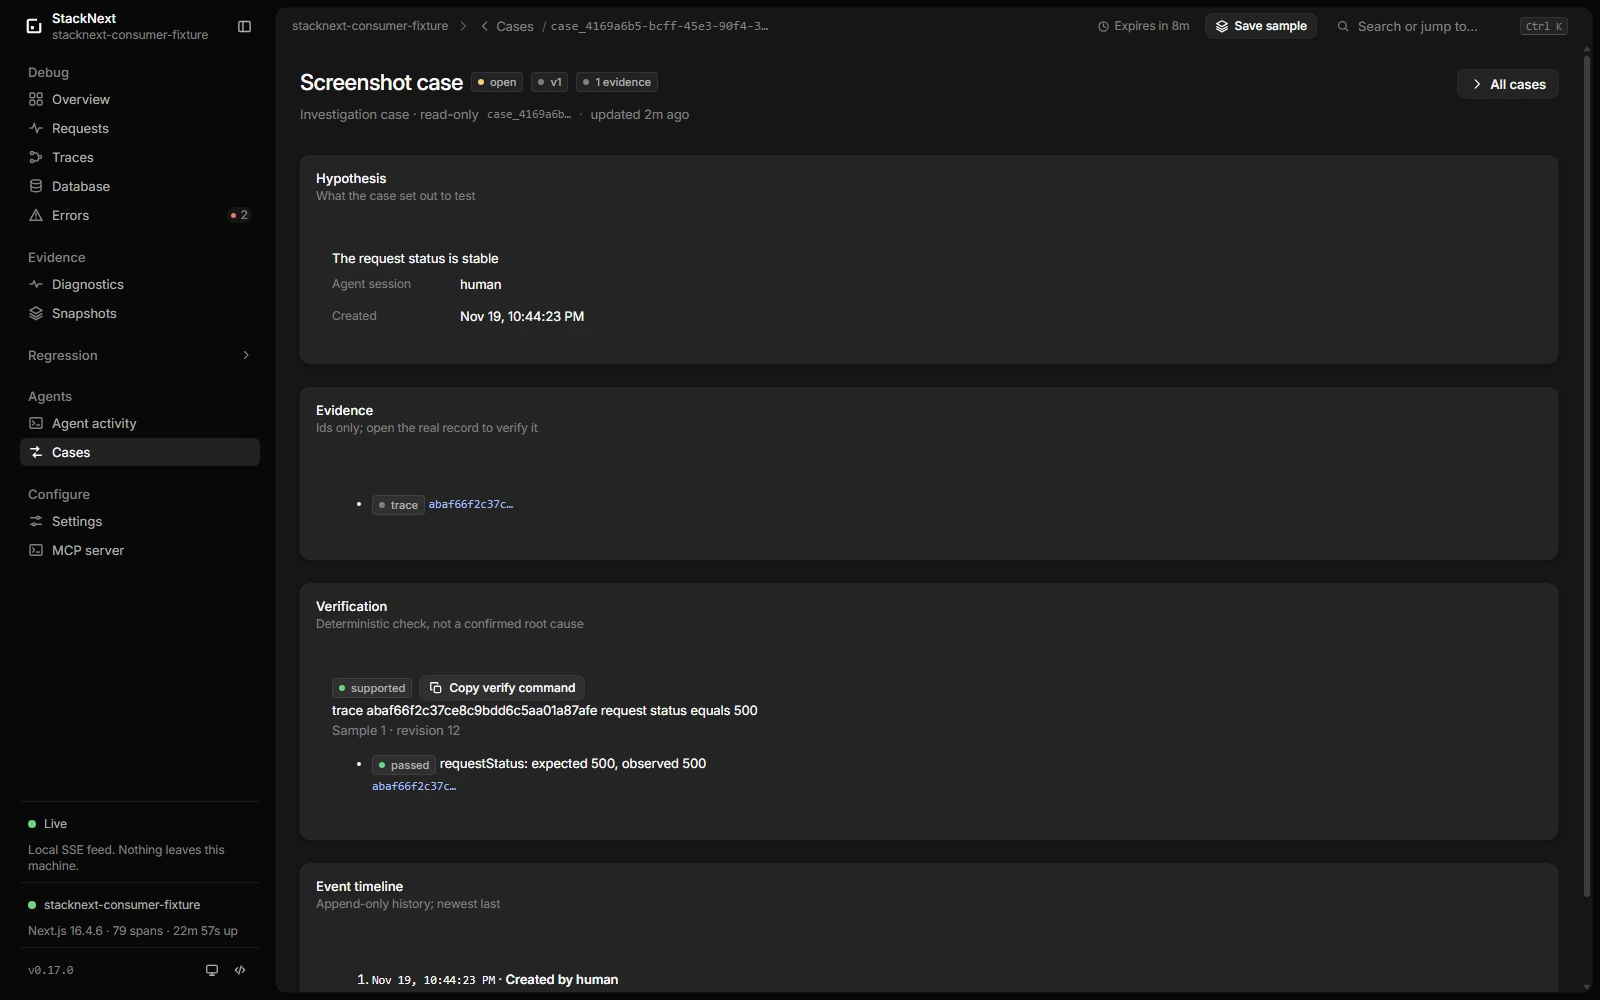 StackNext
stacknext-consumer-fixture
Debug
Overview
Requests
Traces
Database
Errors
2
Evidence
Diagnostics
Snapshots
Regression
Agents
Agent activity
Cases
Configure
Settings
MCP server
Live
Local SSE feed. Nothing leaves this
machine.
stacknext-consumer-fixture
Next.js 16.4.6 · 79 spans · 22m 57s up
v0.17.0
stacknext-consumer-fixture
Cases / case_4169a6b5-bcff-45e3-90f4-3…
Expires in 8m
Save sample
Search or jump to...
Ctrl K
Screenshot case
open
v1
1 evidence
All cases
Investigation case · read-only case_4169a6b… · updated 2m ago
Hypothesis
What the case set out to test
The request status is stable
Agent session human
Created Nov 19, 10:44:23 PM
Evidence
Ids only; open the real record to verify it
• trace abaf66f2c37c…
Verification
Deterministic check, not a confirmed root cause
supported
Copy verify command
trace abaf66f2c37ce8c9bdd6c5aa01a87afe request status equals 500
Sample 1 · revision 12
• passed requestStatus: expected 500, observed 500
abaf66f2c37c…
Event timeline
Append-only history; newest last
1. Nov 19, 10:44:23 PM · Created by human